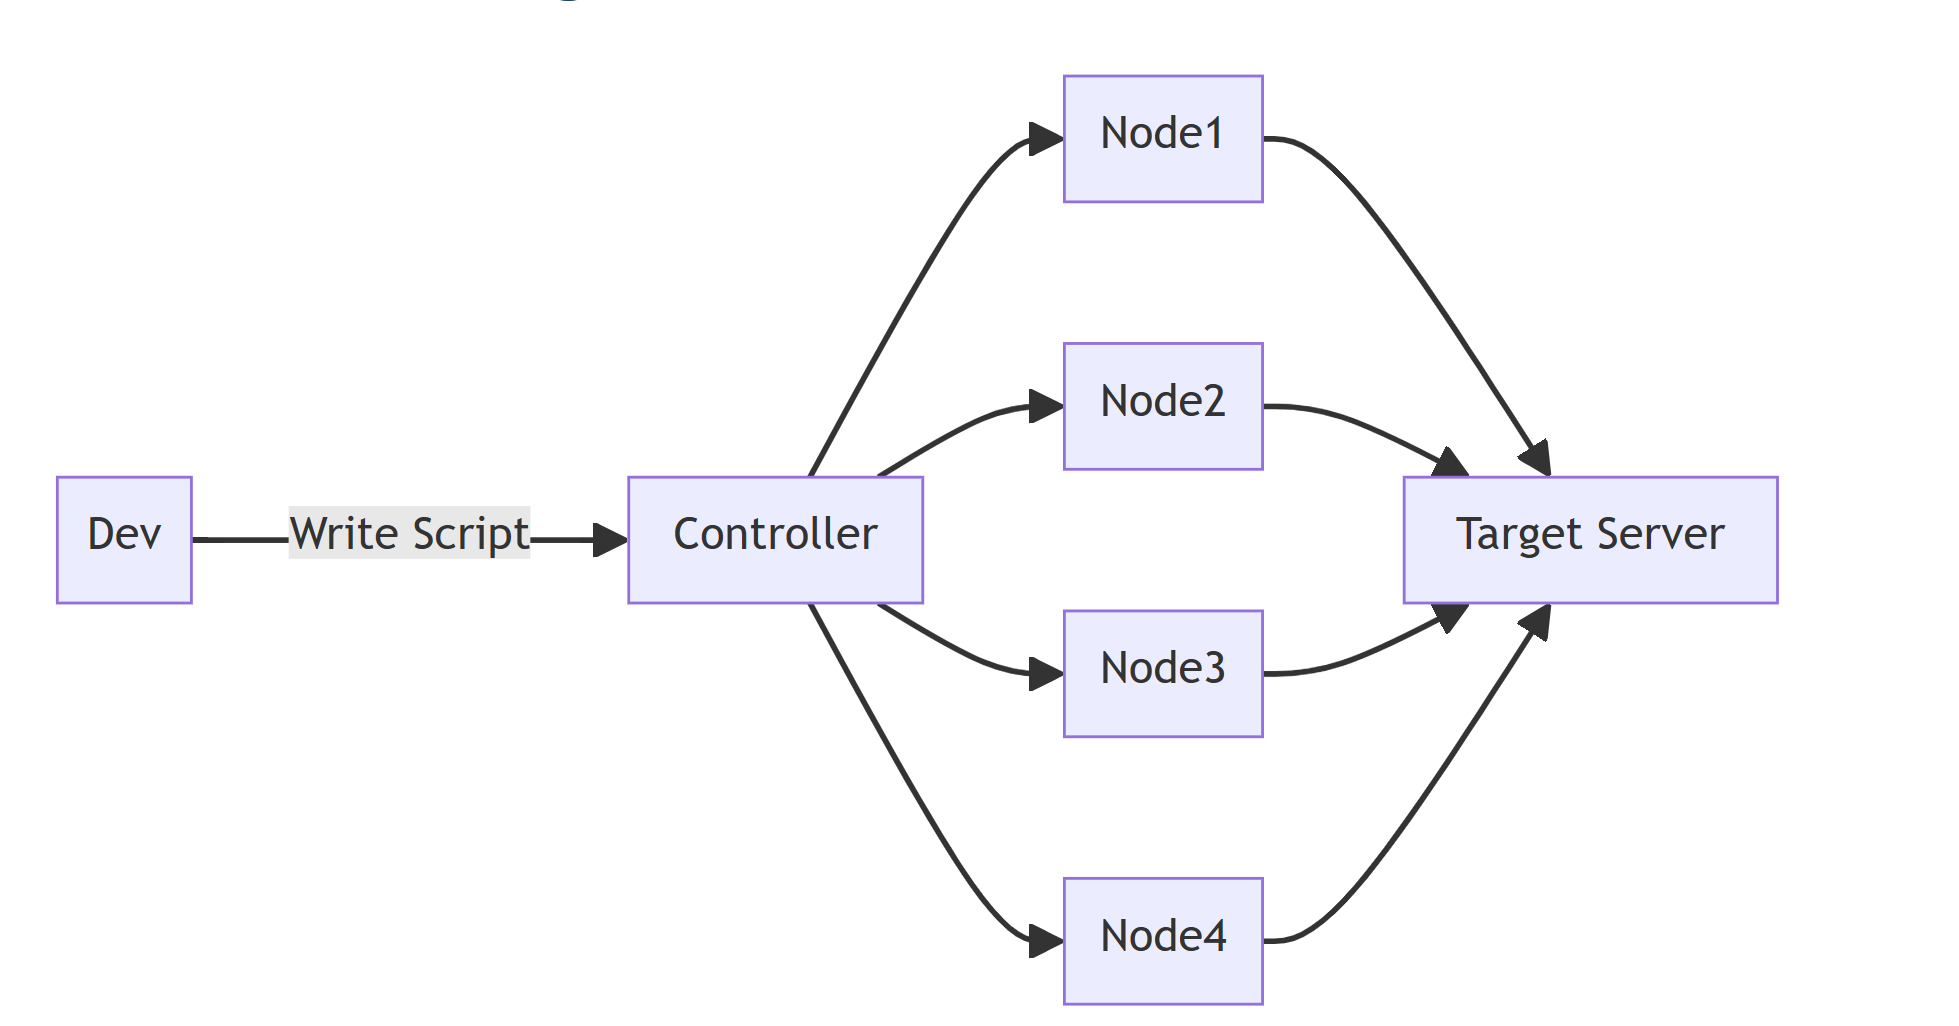 Node1
Node2
Dev
Write Script
Controller
Target Server
Node3
Node4